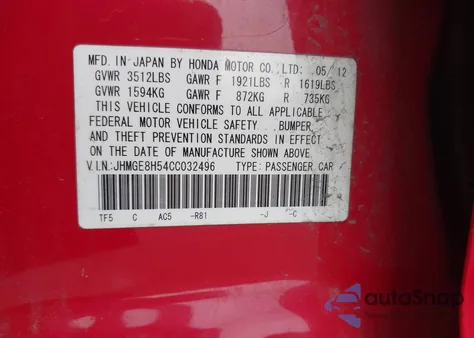 MFD. IN JAPAN BY HONDA MOTOR CO., LTD. 05/12
GVWR 3512LBS GAWR F 1921LBS R 1619LBS
GVWR 1594KG GAWR F 872KG R 735KG
THIS VEHICLE CONFORMS TO ALL APPLICABLE
FEDERAL MOTOR VEHICLE SAFETY, BUMPER,
AND THEFT PREVENTION STANDARDS IN EFFECT ON
THE DATE OF MANUFACTURE SHOWN ABOVE.
V.I.N.:JHMGE8H54CC032496 TYPE: PASSENGER CAR
TF5 C AC5 -R81 -J -C
autoSnap